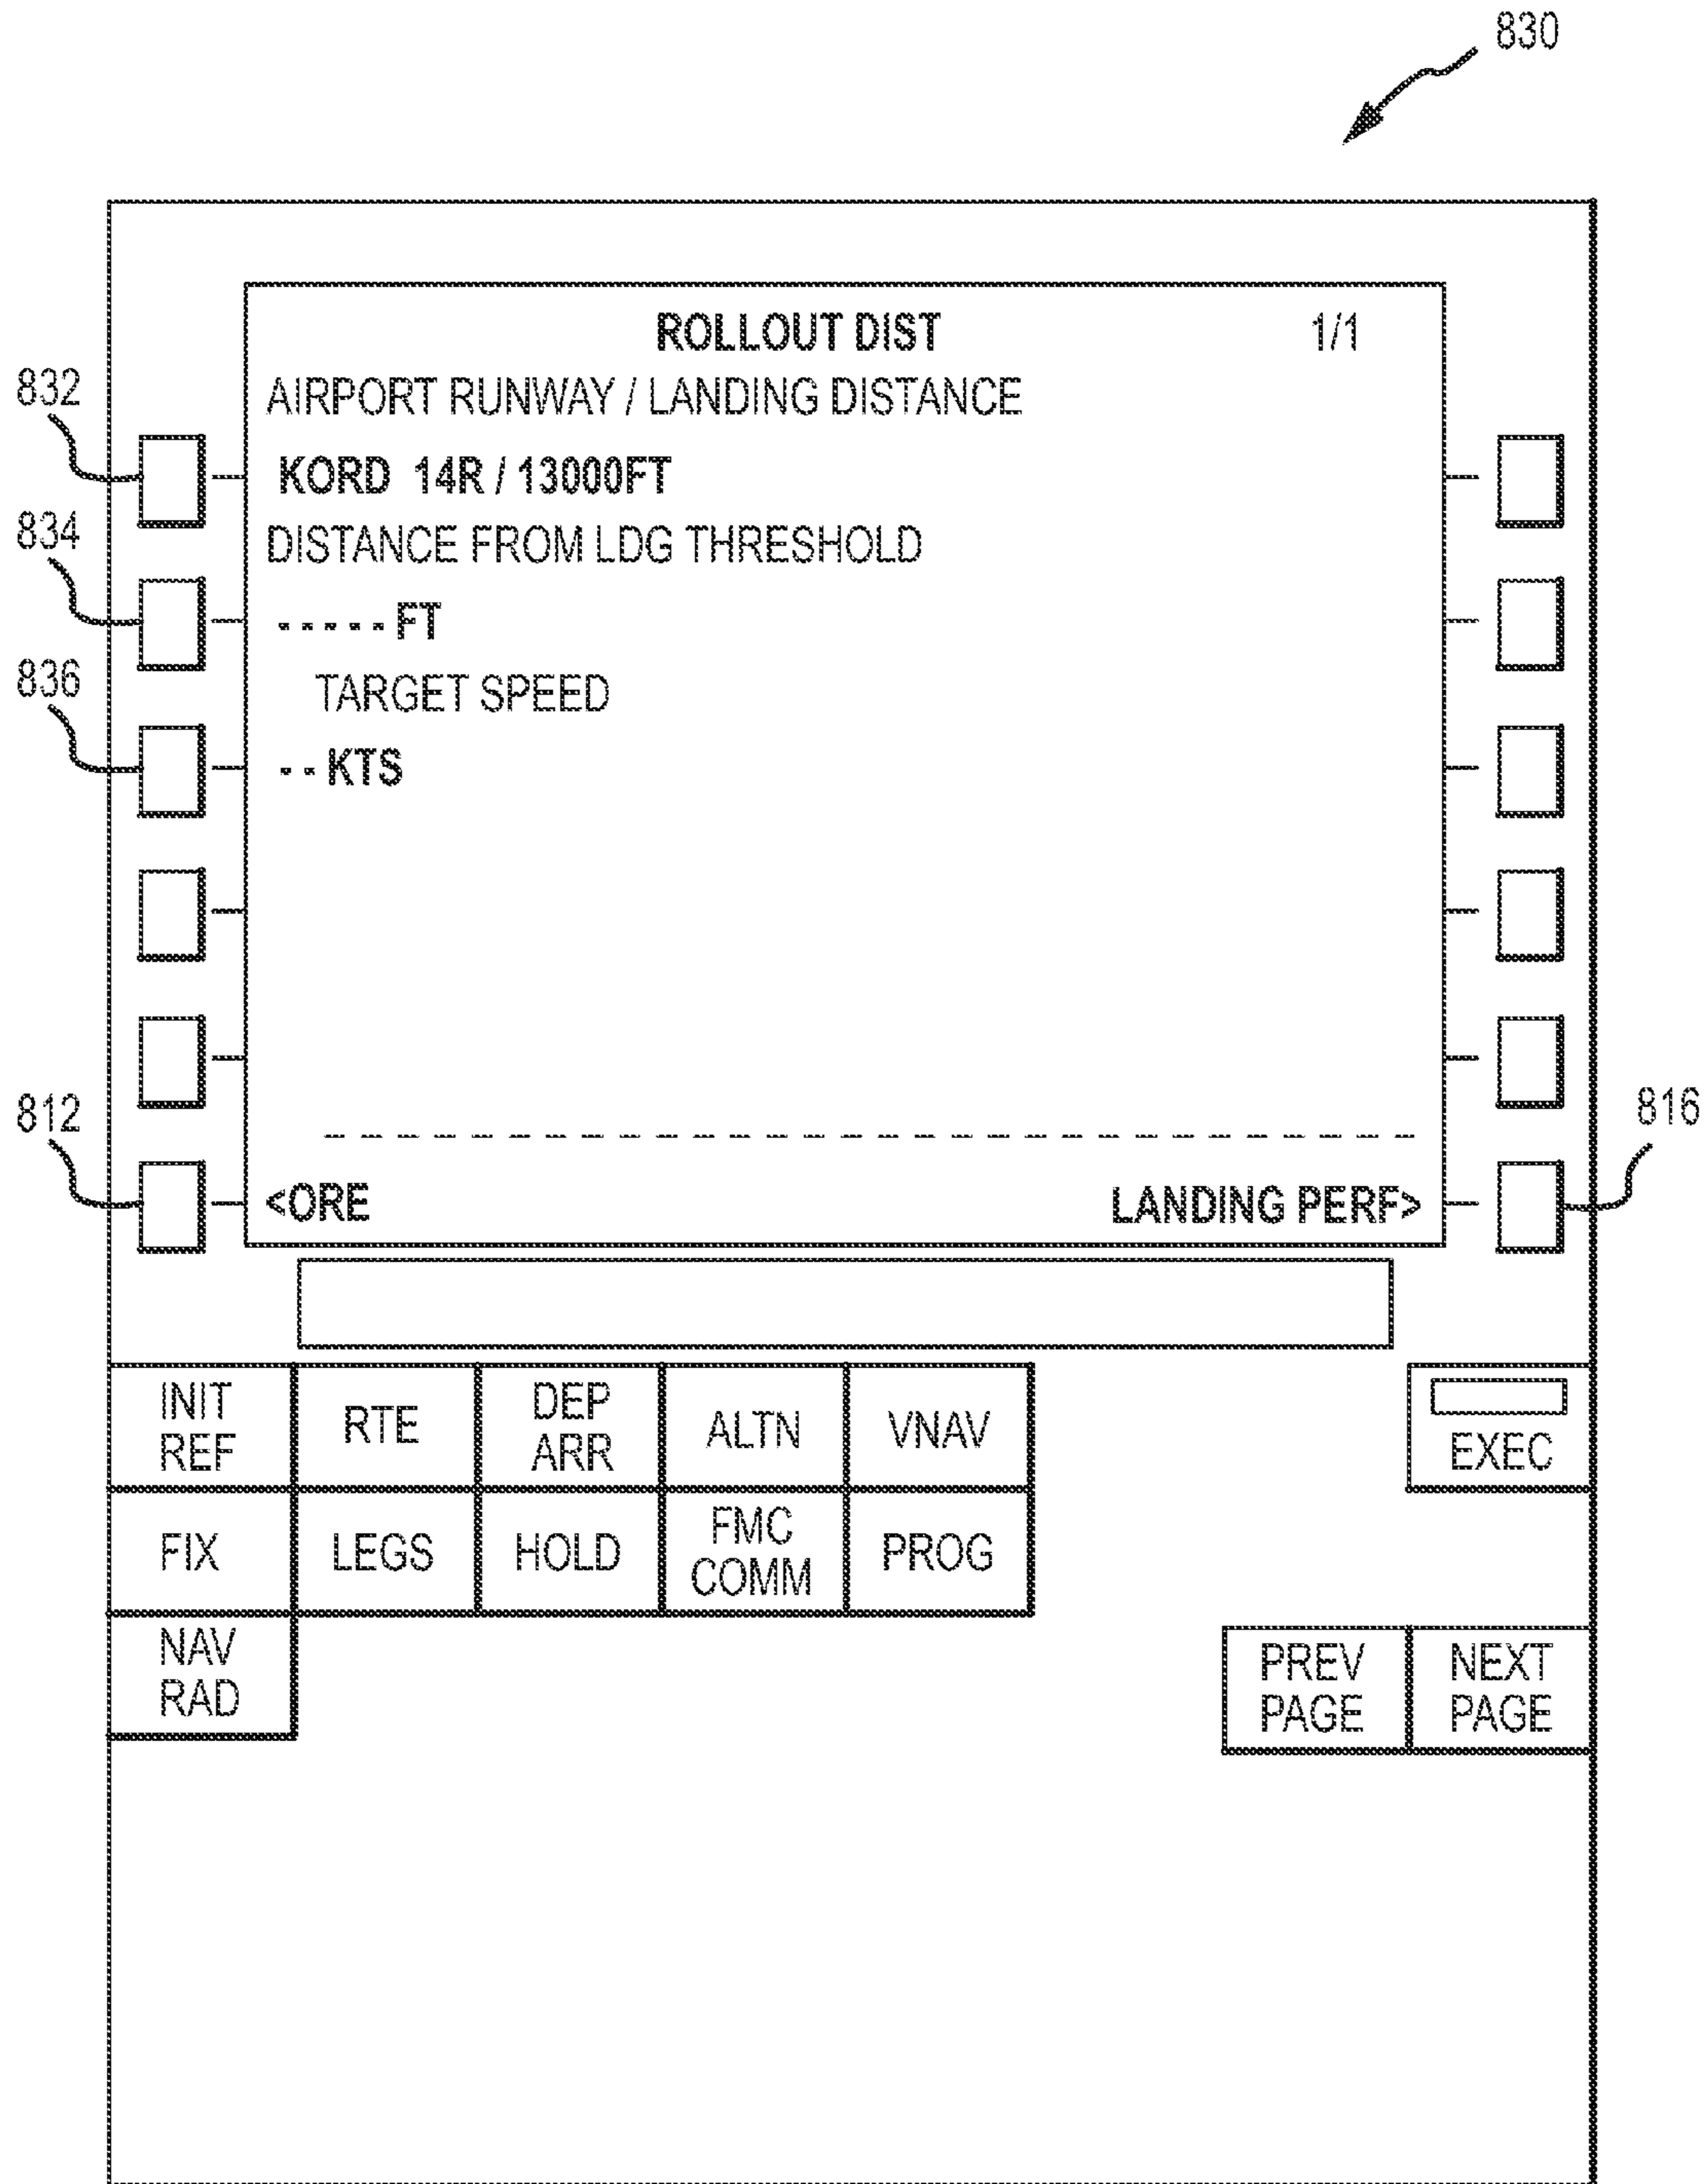 830
ROLLOUT DIST 1/1
832
AIRPORT RUNWAY / LANDING DISTANCE
KORD 14R / 13000FT
834
DISTANCE FROM LDG THRESHOLD
- - - - - FT
836
TARGET SPEED
- - KTS
812
816
<ORE LANDING PERF>
INIT REF
RTE
DEP ARR
ALTN
VNAV
EXEC
FIX
LEGS
HOLD
FMC COMM
PROG
NAV RAD
PREV PAGE
NEXT PAGE